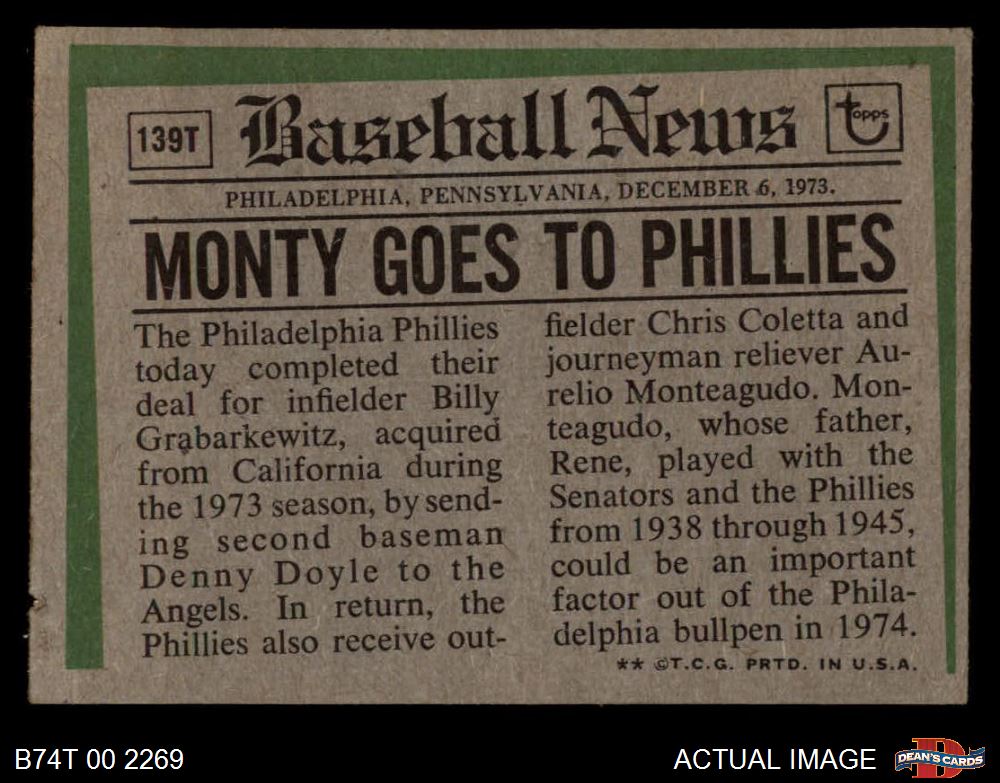 139T Baseball News topps
PHILADELPHIA, PENNSYLVANIA, DECEMBER 6, 1973.
MONTY GOES TO PHILLIES
The Philadelphia Phillies
today completed their
deal for infielder Billy
Grabarkewitz, acquired
from California during
the 1973 season, by send-
ing second baseman
Denny Doyle to the
Angels. In return, the
Phillies also receive out-
fielder Chris Coletta and
journeyman reliever Au-
relio Monteagudo. Mon-
teagudo, whose father,
Rene, played with the
Senators and the Phillies
from 1938 through 1945,
could be an important
factor out of the Phila-
delphia bullpen in 1974.
** ©T.C.G. PRTD. IN U.S.A.
B74T 00 2269
ACTUAL IMAGE
D
DEAN'S CARDS